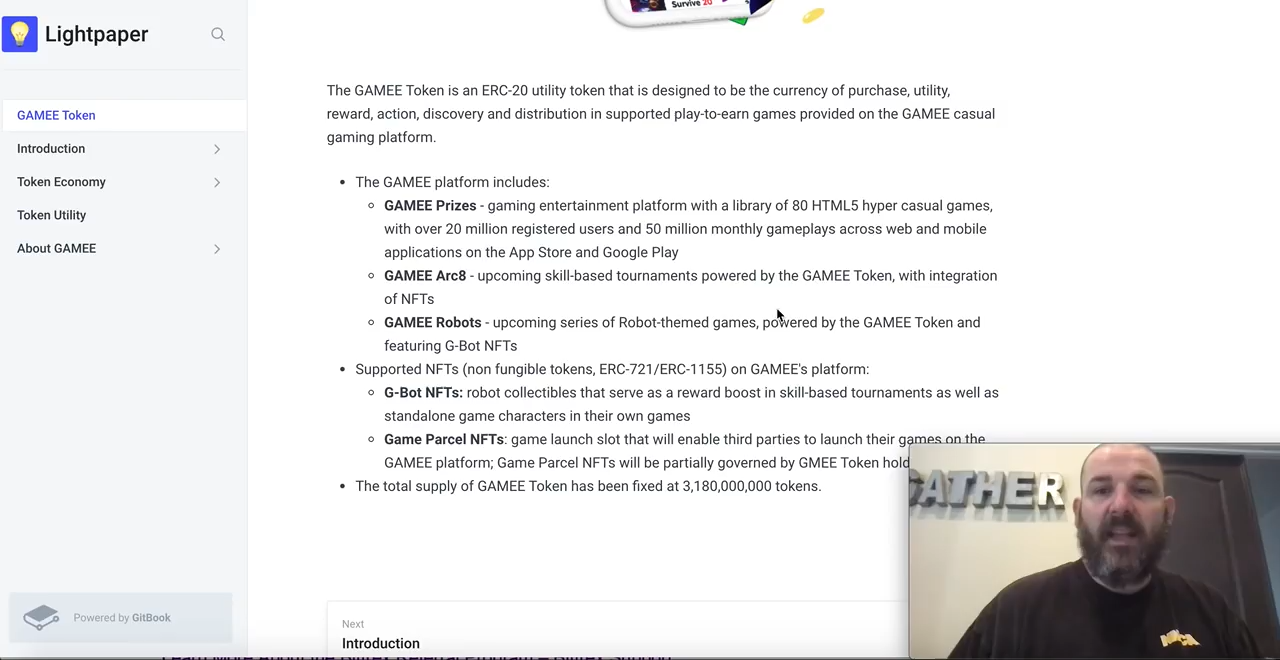 Survive 20
Lightpaper
GAMEE Token
Introduction
Token Economy
Token Utility
About GAMEE
Powered by GitBook
The GAMEE Token is an ERC-20 utility token that is designed to be the currency of purchase, utility,
reward, action, discovery and distribution in supported play-to-earn games provided on the GAMEE casual
gaming platform.
• The GAMEE platform includes:
◦ GAMEE Prizes - gaming entertainment platform with a library of 80 HTML5 hyper casual games,
with over 20 million registered users and 50 million monthly gameplays across web and mobile
applications on the App Store and Google Play
◦ GAMEE Arc8 - upcoming skill-based tournaments powered by the GAMEE Token, with integration
of NFTs
◦ GAMEE Robots - upcoming series of Robot-themed games, powered by the GAMEE Token and
featuring G-Bot NFTs
• Supported NFTs (non fungible tokens, ERC-721/ERC-1155) on GAMEE's platform:
◦ G-Bot NFTs: robot collectibles that serve as a reward boost in skill-based tournaments as well as
standalone game characters in their own games
◦ Game Parcel NFTs: game launch slot that will enable third parties to launch their games on the
GAMEE platform; Game Parcel NFTs will be partially governed by GMEE Token hold
• The total supply of GAMEE Token has been fixed at 3,180,000,000 tokens.
GATHER
Next
Introduction